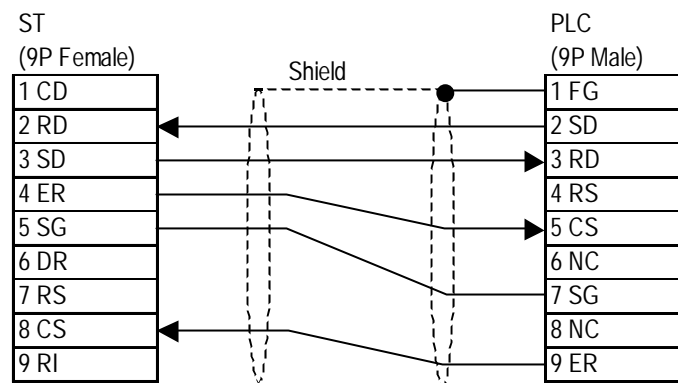 ST
(9P Female)
PLC
(9P Male)
Shield
1 CD
2 RD
3 SD
4 ER
5 SG
6 DR
7 RS
8 CS
9 RI
1 FG
2 SD
3 RD
4 RS
5 CS
6 NC
7 SG
8 NC
9 ER